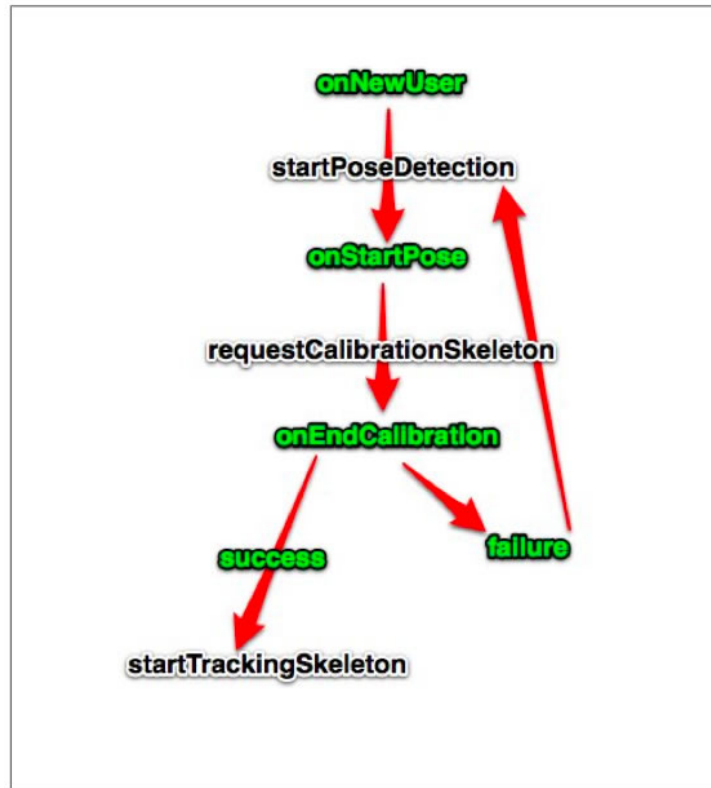 onNewUser
startPoseDetection
onStartPose
requestCalibrationSkeleton
onEndCalibration
failure
success
startTrackingSkeleton